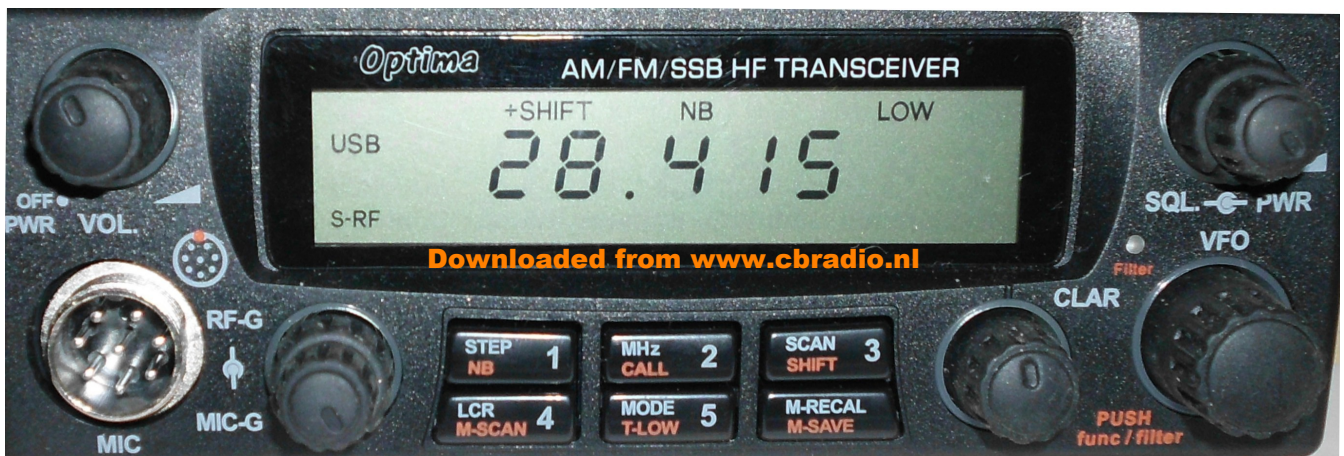 Optima AM/FM/SSB HF TRANSCEIVER
+SHIFT NB LOW
USB
28.415
S-RF
Downloaded from www.cbradio.nl
OFF
PWR VOL.
SQL. PWR
VFO
Filter
CLAR
RF-G
MIC-G
MIC
STEP 1
NB
MHz 2
CALL
SCAN 3
SHIFT
LCR 4
M-SCAN
MODE 5
T-LOW
M-RECAL
M-SAVE
PUSH
func / filter